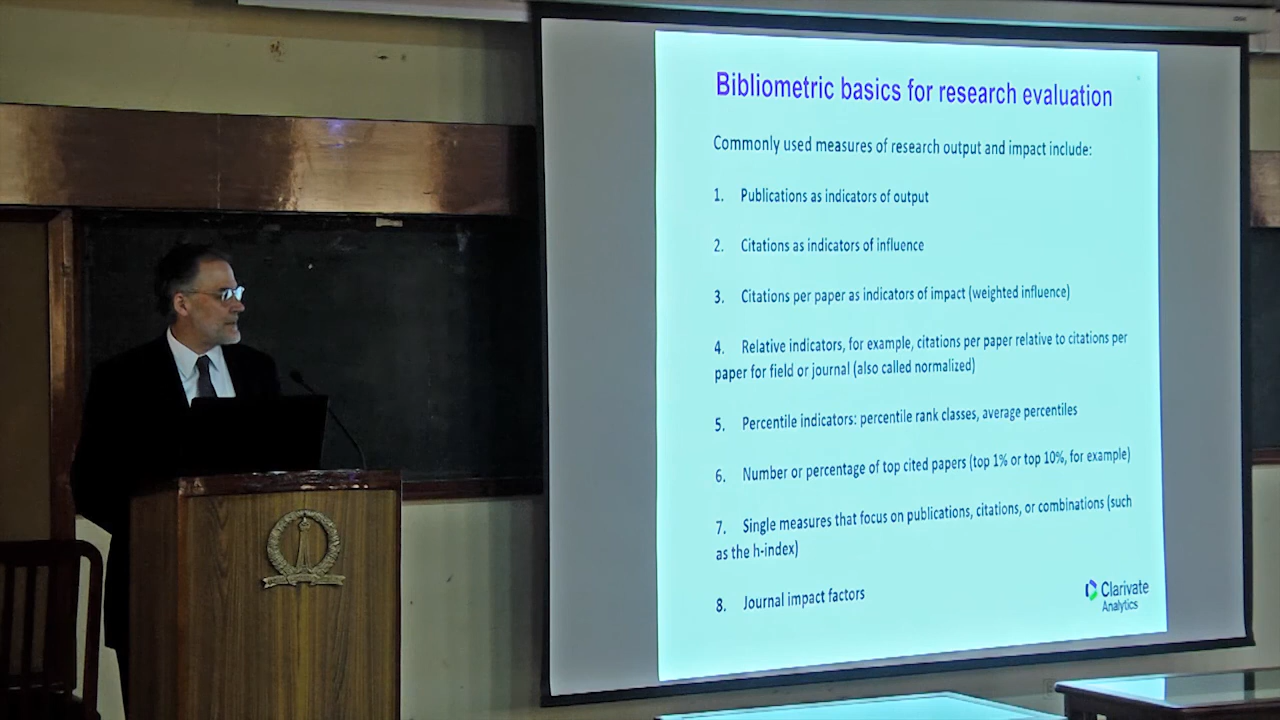 Bibliometric basics for research evaluation
Commonly used measures of research output and impact include:
1. Publications as indicators of output
2. Citations as indicators of influence
3. Citations per paper as indicators of impact (weighted influence)
4. Relative indicators, for example, citations per paper relative to citations per
paper for field or journal (also called normalized)
5. Percentile indicators: percentile rank classes, average percentiles
6. Number or percentage of top cited papers (top 1% or top 10%, for example)
7. Single measures that focus on publications, citations, or combinations (such
as the h-index)
8. Journal impact factors
Clarivate
Analytics